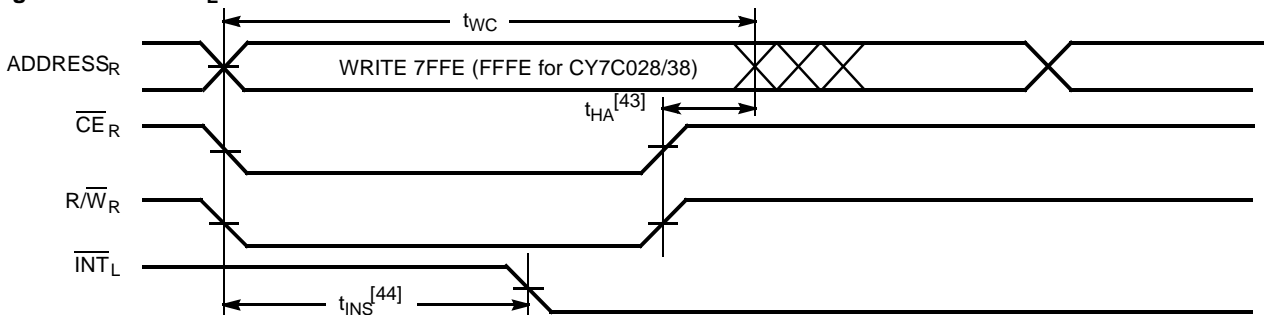 tWC
ADDRESSR
WRITE 7FFE (FFFE for CY7C028/38)
tHA[43]
CER
R/WR
INTL
tINS[44]